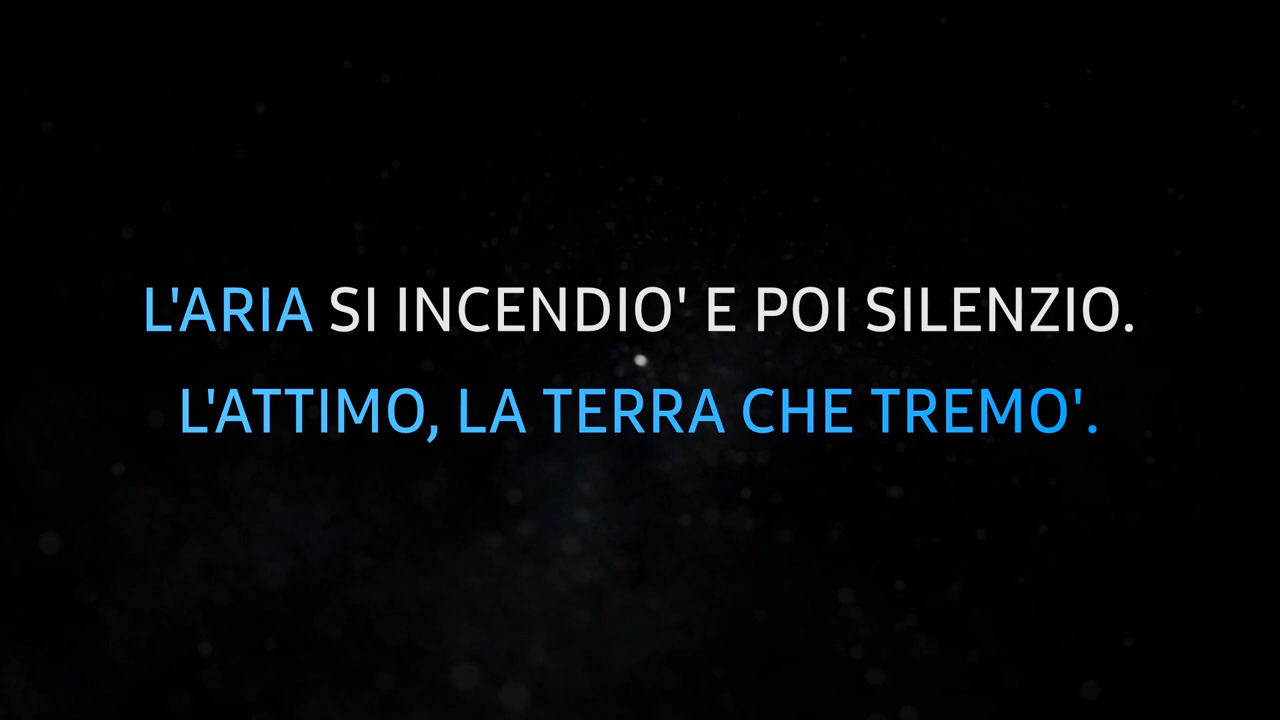 L'ARIA SI INCENDIO' E POI SILENZIO.
L'ATTIMO, LA TERRA CHE TREMO'.